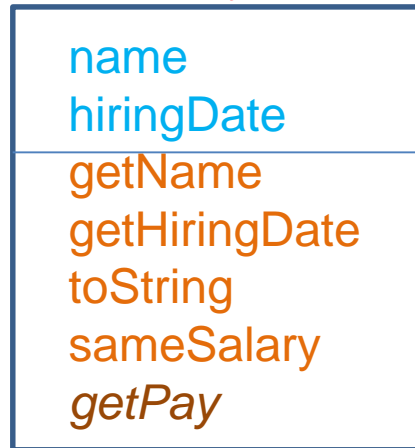 name
hiringDate
getName
getHiringDate
toString
sameSalary
getPay